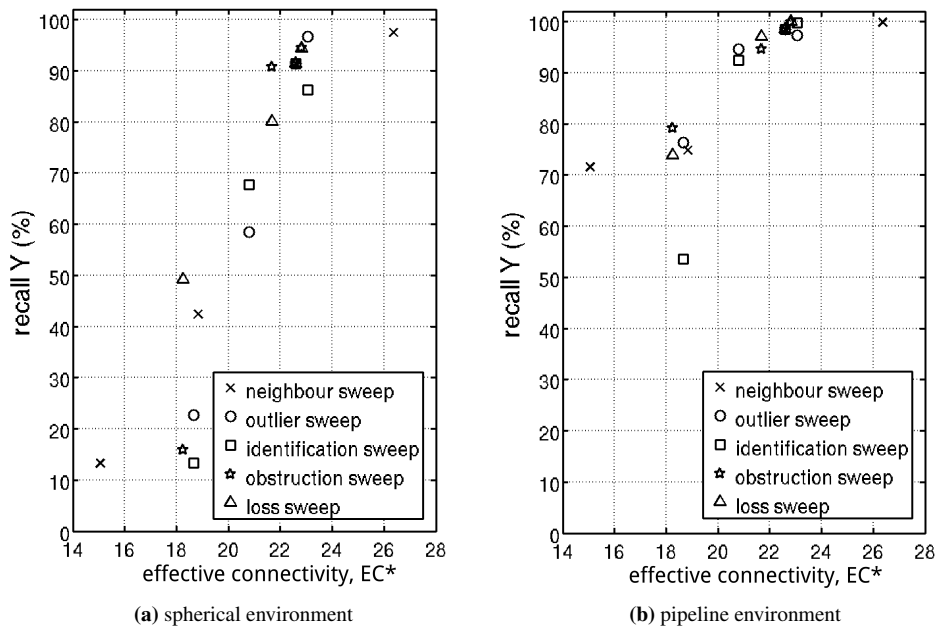 100
90
80
70
60
50
40
30
20
10
0
recall Y (%)
14 16 18 20 22 24 26 28
effective connectivity, EC*
neighbour sweep
outlier sweep
identification sweep
obstruction sweep
loss sweep
(a) spherical environment
100
90
80
70
60
50
40
30
20
10
0
recall Y (%)
14 16 18 20 22 24 26 28
effective connectivity, EC*
neighbour sweep
outlier sweep
identification sweep
obstruction sweep
loss sweep
(b) pipeline environment